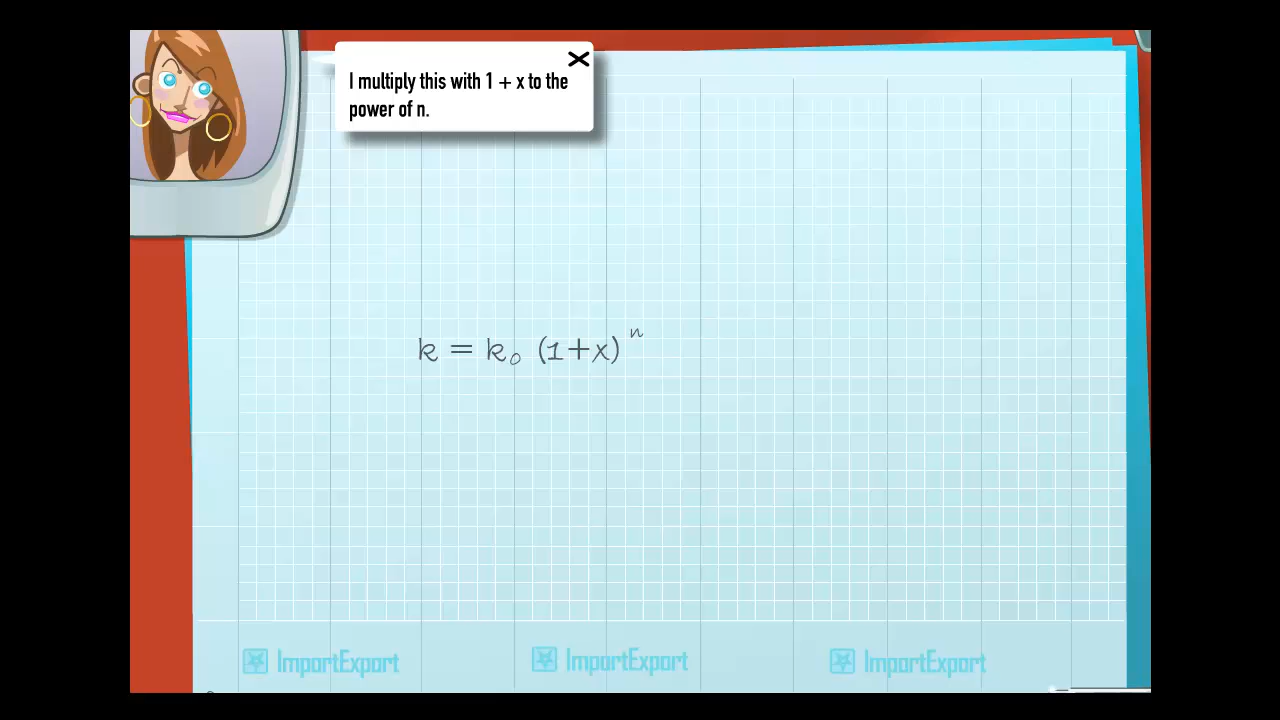 I multiply this with 1 + x to the
power of n.
k = k₀ (1+x)ⁿ
ImportExport ImportExport ImportExport